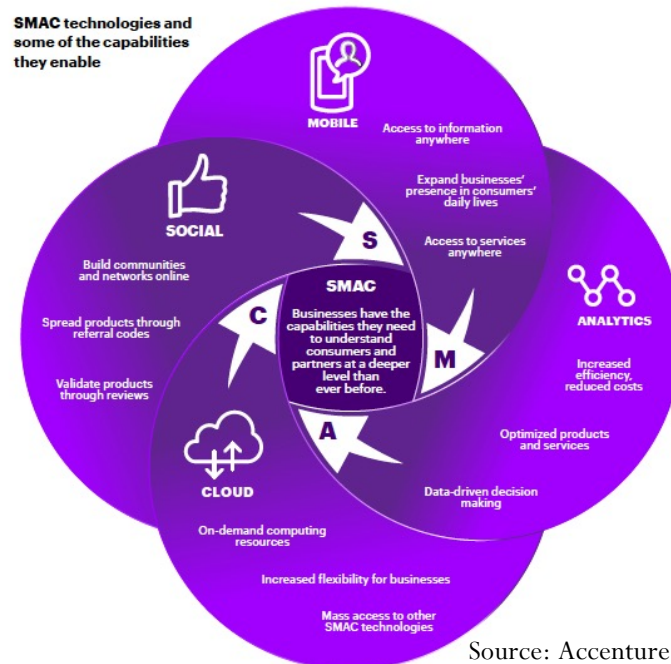 SMAC technologies and
some of the capabilities
they enable
MOBILE
Access to information
anywhere
Expand businesses'
presence in consumers'
daily lives
Access to services
anywhere
SOCIAL
Build communities
and networks online
Spread products through
referral codes
Validate products
through reviews
S
C
M
A
SMAC
Businesses have the
capabilities they need
to understand
consumers and
partners at a deeper
level than
ever before.
ANALYTICS
Increased
efficiency,
reduced costs
Optimized products
and services
Data-driven decision
making
CLOUD
On-demand computing
resources
Increased flexibility for businesses
Mass access to other
SMAC technologies
Source: Accenture.